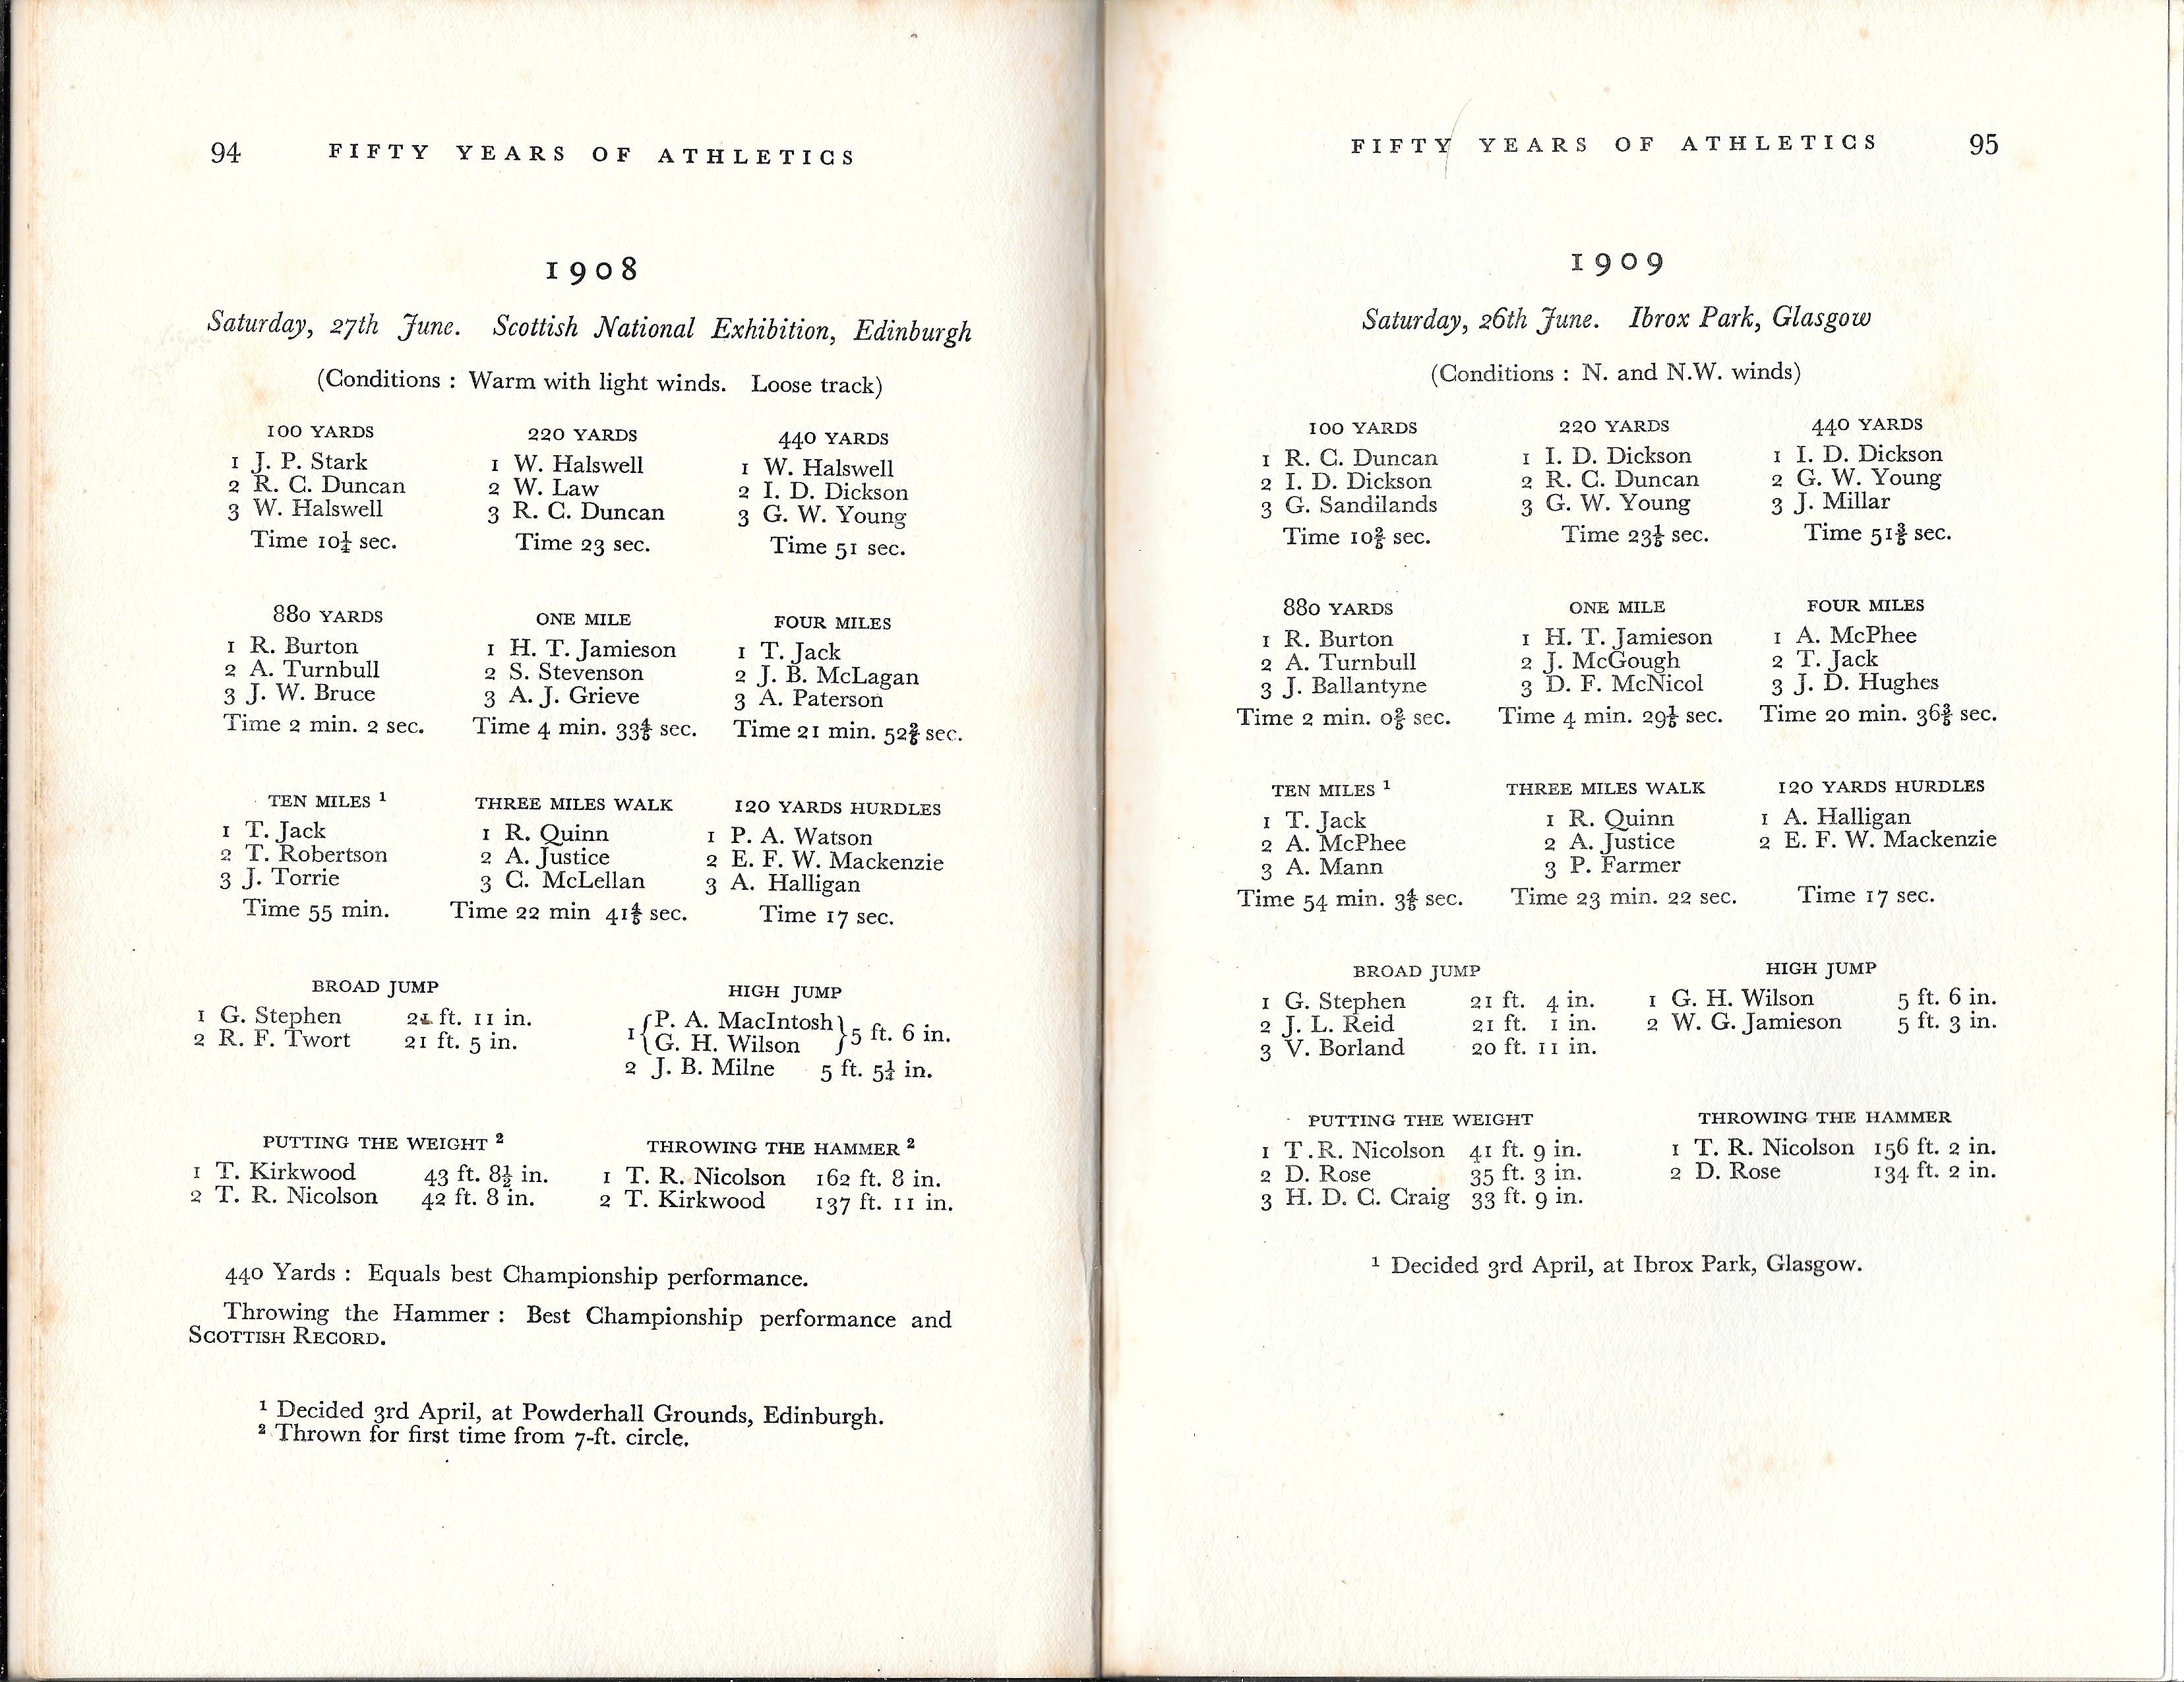 94 FIFTY YEARS OF ATHLETICS
1908
Saturday, 27th June. Scottish National Exhibition, Edinburgh
(Conditions : Warm with light winds. Loose track)
100 YARDS
1 J. P. Stark
2 R. C. Duncan
3 W. Halswell
Time 10¼ sec.
220 YARDS
1 W. Halswell
2 W. Law
3 R. C. Duncan
Time 23 sec.
440 YARDS
1 W. Halswell
2 I. D. Dickson
3 G. W. Young
Time 51 sec.
880 YARDS
1 R. Burton
2 A. Turnbull
3 J. W. Bruce
Time 2 min. 2 sec.
ONE MILE
1 H. T. Jamieson
2 S. Stevenson
3 A. J. Grieve
Time 4 min. 33⅘ sec.
FOUR MILES
1 T. Jack
2 J. B. McLagan
3 A. Paterson
Time 21 min. 52⅖ sec.
TEN MILES ¹
1 T. Jack
2 T. Robertson
3 J. Torrie
Time 55 min.
THREE MILES WALK
1 R. Quinn
2 A. Justice
3 C. McLellan
Time 22 min 41⅘ sec.
120 YARDS HURDLES
1 P. A. Watson
2 E. F. W. Mackenzie
3 A. Halligan
Time 17 sec.
BROAD JUMP
1 G. Stephen 21 ft. 11 in.
2 R. F. Twort 21 ft. 5 in.
HIGH JUMP
1 {P. A. MacIntosh
G. H. Wilson} 5 ft. 6 in.
2 J. B. Milne 5 ft. 5¼ in.
PUTTING THE WEIGHT ²
1 T. Kirkwood 43 ft. 8½ in.
2 T. R. Nicolson 42 ft. 8 in.
THROWING THE HAMMER ²
1 T. R. Nicolson 162 ft. 8 in.
2 T. Kirkwood 137 ft. 11 in.
440 Yards : Equals best Championship performance.
Throwing the Hammer : Best Championship performance and
SCOTTISH RECORD.
¹ Decided 3rd April, at Powderhall Grounds, Edinburgh.
² Thrown for first time from 7-ft. circle.
FIFTY YEARS OF ATHLETICS 95
1909
Saturday, 26th June. Ibrox Park, Glasgow
(Conditions : N. and N.W. winds)
100 YARDS
1 R. C. Duncan
2 I. D. Dickson
3 G. Sandilands
Time 10⅖ sec.
220 YARDS
1 I. D. Dickson
2 R. C. Duncan
3 G. W. Young
Time 23⅕ sec.
440 YARDS
1 I. D. Dickson
2 G. W. Young
3 J. Millar
Time 51⅗ sec.
880 YARDS
1 R. Burton
2 A. Turnbull
3 J. Ballantyne
Time 2 min. 0⅖ sec.
ONE MILE
1 H. T. Jamieson
2 J. McGough
3 D. F. McNicol
Time 4 min. 29⅕ sec.
FOUR MILES
1 A. McPhee
2 T. Jack
3 J. D. Hughes
Time 20 min. 36⅗ sec.
TEN MILES ¹
1 T. Jack
2 A. McPhee
3 A. Mann
Time 54 min. 3⅘ sec.
THREE MILES WALK
1 R. Quinn
2 A. Justice
3 P. Farmer
Time 23 min. 22 sec.
120 YARDS HURDLES
1 A. Halligan
2 E. F. W. Mackenzie
Time 17 sec.
BROAD JUMP
1 G. Stephen 21 ft. 4 in.
2 J. L. Reid 21 ft. 1 in.
3 V. Borland 20 ft. 11 in.
HIGH JUMP
1 G. H. Wilson 5 ft. 6 in.
2 W. G. Jamieson 5 ft. 3 in.
PUTTING THE WEIGHT
1 T.R. Nicolson 41 ft. 9 in.
2 D. Rose 35 ft. 3 in.
3 H. D. C. Craig 33 ft. 9 in.
THROWING THE HAMMER
1 T. R. Nicolson 156 ft. 2 in.
2 D. Rose 134 ft. 2 in.
¹ Decided 3rd April, at Ibrox Park, Glasgow.